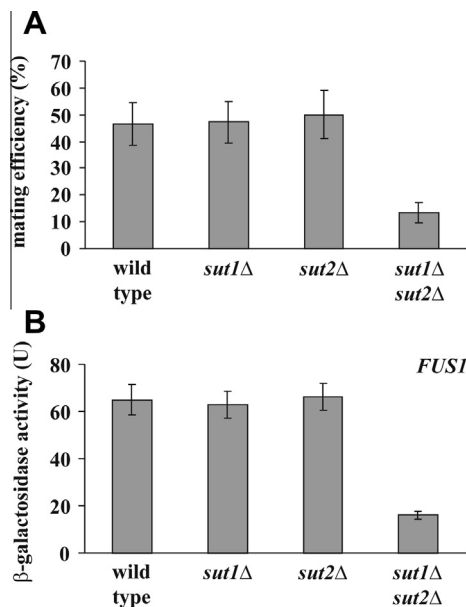 A
mating efficiency (%)
70
60
50
40
30
20
10
0
wild type
sut1Δ
sut2Δ
sut1Δ sut2Δ
B
β-galactosidase activity (U)
FUS1
80
60
40
20
0
wild type
sut1Δ
sut2Δ
sut1Δ sut2Δ